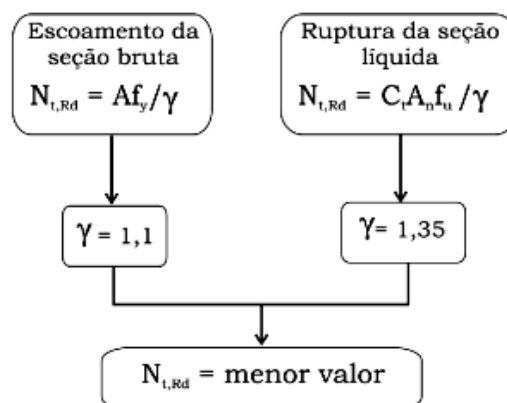 Escoamento da
seção bruta
N_t,Rd = Af_y/γ
Ruptura da seção
líquida
N_t,Rd = C_tA_nf_u/γ
γ = 1,1
γ= 1,35
N_t,Rd = menor valor